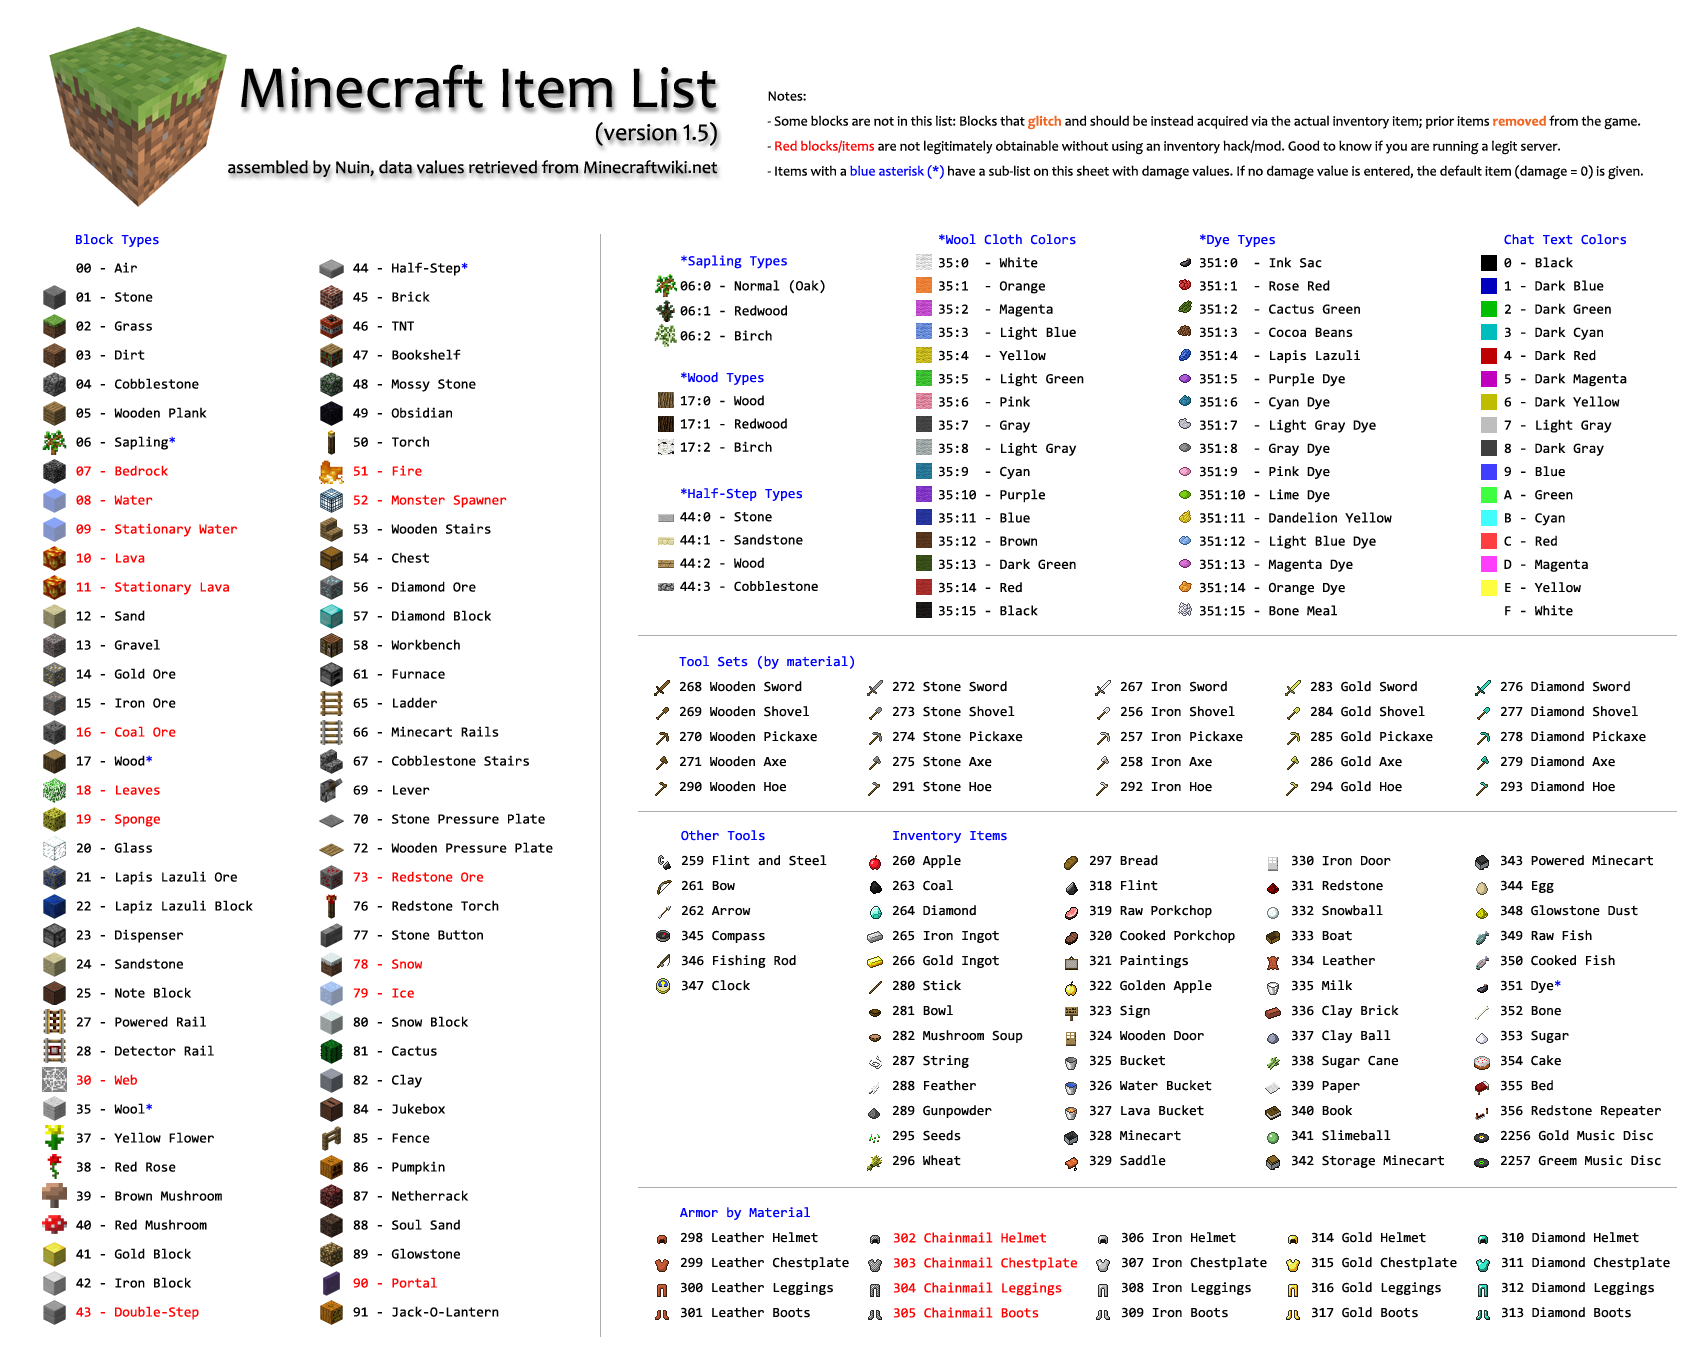 Minecraft Item List
(version 1.5)
assembled by Nuin, data values retrieved from Minecraftwiki.net
Notes:
- Some blocks are not in this list: Blocks that glitch and should be instead acquired via the actual inventory item; prior items removed from the game.
- Red blocks/items are not legitimately obtainable without using an inventory hack/mod. Good to know if you are running a legit server.
- Items with a blue asterisk (*) have a sub-list on this sheet with damage values. If no damage value is entered, the default item (damage = 0) is given.
Block Types
00 - Air
01 - Stone
02 - Grass
03 - Dirt
04 - Cobblestone
05 - Wooden Plank
06 - Sapling*
07 - Bedrock
08 - Water
09 - Stationary Water
10 - Lava
11 - Stationary Lava
12 - Sand
13 - Gravel
14 - Gold Ore
15 - Iron Ore
16 - Coal Ore
17 - Wood*
18 - Leaves
19 - Sponge
20 - Glass
21 - Lapis Lazuli Ore
22 - Lapiz Lazuli Block
23 - Dispenser
24 - Sandstone
25 - Note Block
27 - Powered Rail
28 - Detector Rail
30 - Web
35 - Wool*
37 - Yellow Flower
38 - Red Rose
39 - Brown Mushroom
40 - Red Mushroom
41 - Gold Block
42 - Iron Block
43 - Double-Step
44 - Half-Step*
45 - Brick
46 - TNT
47 - Bookshelf
48 - Mossy Stone
49 - Obsidian
50 - Torch
51 - Fire
52 - Monster Spawner
53 - Wooden Stairs
54 - Chest
56 - Diamond Ore
57 - Diamond Block
58 - Workbench
61 - Furnace
65 - Ladder
66 - Minecart Rails
67 - Cobblestone Stairs
69 - Lever
70 - Stone Pressure Plate
72 - Wooden Pressure Plate
73 - Redstone Ore
76 - Redstone Torch
77 - Stone Button
78 - Snow
79 - Ice
80 - Snow Block
81 - Cactus
82 - Clay
84 - Jukebox
85 - Fence
86 - Pumpkin
87 - Netherrack
88 - Soul Sand
89 - Glowstone
90 - Portal
91 - Jack-O-Lantern
*Sapling Types
06:0 - Normal (Oak)
06:1 - Redwood
06:2 - Birch
*Wood Types
17:0 - Wood
17:1 - Redwood
17:2 - Birch
*Half-Step Types
44:0 - Stone
44:1 - Sandstone
44:2 - Wood
44:3 - Cobblestone
*Wool Cloth Colors
35:0 - White
35:1 - Orange
35:2 - Magenta
35:3 - Light Blue
35:4 - Yellow
35:5 - Light Green
35:6 - Pink
35:7 - Gray
35:8 - Light Gray
35:9 - Cyan
35:10 - Purple
35:11 - Blue
35:12 - Brown
35:13 - Dark Green
35:14 - Red
35:15 - Black
*Dye Types
351:0 - Ink Sac
351:1 - Rose Red
351:2 - Cactus Green
351:3 - Cocoa Beans
351:4 - Lapis Lazuli
351:5 - Purple Dye
351:6 - Cyan Dye
351:7 - Light Gray Dye
351:8 - Gray Dye
351:9 - Pink Dye
351:10 - Lime Dye
351:11 - Dandelion Yellow
351:12 - Light Blue Dye
351:13 - Magenta Dye
351:14 - Orange Dye
351:15 - Bone Meal
Chat Text Colors
0 - Black
1 - Dark Blue
2 - Dark Green
3 - Dark Cyan
4 - Dark Red
5 - Dark Magenta
6 - Dark Yellow
7 - Light Gray
8 - Dark Gray
9 - Blue
A - Green
B - Cyan
C - Red
D - Magenta
E - Yellow
F - White
Tool Sets (by material)
268 Wooden Sword
269 Wooden Shovel
270 Wooden Pickaxe
271 Wooden Axe
290 Wooden Hoe
272 Stone Sword
273 Stone Shovel
274 Stone Pickaxe
275 Stone Axe
291 Stone Hoe
267 Iron Sword
256 Iron Shovel
257 Iron Pickaxe
258 Iron Axe
292 Iron Hoe
283 Gold Sword
284 Gold Shovel
285 Gold Pickaxe
286 Gold Axe
294 Gold Hoe
276 Diamond Sword
277 Diamond Shovel
278 Diamond Pickaxe
279 Diamond Axe
293 Diamond Hoe
Other Tools
259 Flint and Steel
261 Bow
262 Arrow
345 Compass
346 Fishing Rod
347 Clock
Inventory Items
260 Apple
263 Coal
264 Diamond
265 Iron Ingot
266 Gold Ingot
280 Stick
281 Bowl
282 Mushroom Soup
287 String
288 Feather
289 Gunpowder
295 Seeds
296 Wheat
297 Bread
318 Flint
319 Raw Porkchop
320 Cooked Porkchop
321 Paintings
322 Golden Apple
323 Sign
324 Wooden Door
325 Bucket
326 Water Bucket
327 Lava Bucket
328 Minecart
329 Saddle
330 Iron Door
331 Redstone
332 Snowball
333 Boat
334 Leather
335 Milk
336 Clay Brick
337 Clay Ball
338 Sugar Cane
339 Paper
340 Book
341 Slimeball
342 Storage Minecart
343 Powered Minecart
344 Egg
348 Glowstone Dust
349 Raw Fish
350 Cooked Fish
351 Dye*
352 Bone
353 Sugar
354 Cake
355 Bed
356 Redstone Repeater
2256 Gold Music Disc
2257 Greem Music Disc
Armor by Material
298 Leather Helmet
299 Leather Chestplate
300 Leather Leggings
301 Leather Boots
302 Chainmail Helmet
303 Chainmail Chestplate
304 Chainmail Leggings
305 Chainmail Boots
306 Iron Helmet
307 Iron Chestplate
308 Iron Leggings
309 Iron Boots
314 Gold Helmet
315 Gold Chestplate
316 Gold Leggings
317 Gold Boots
310 Diamond Helmet
311 Diamond Chestplate
312 Diamond Leggings
313 Diamond Boots